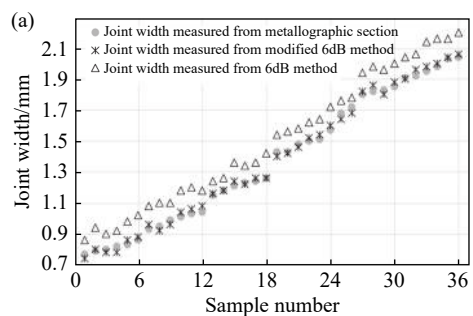 (a)
Joint width measured from metallographic section
Joint width measured from modified 6dB method
Joint width measured from 6dB method
Joint width/mm
2.1
1.9
1.7
1.5
1.3
1.1
0.9
0.7
0 6 12 18 24 30 36
Sample number